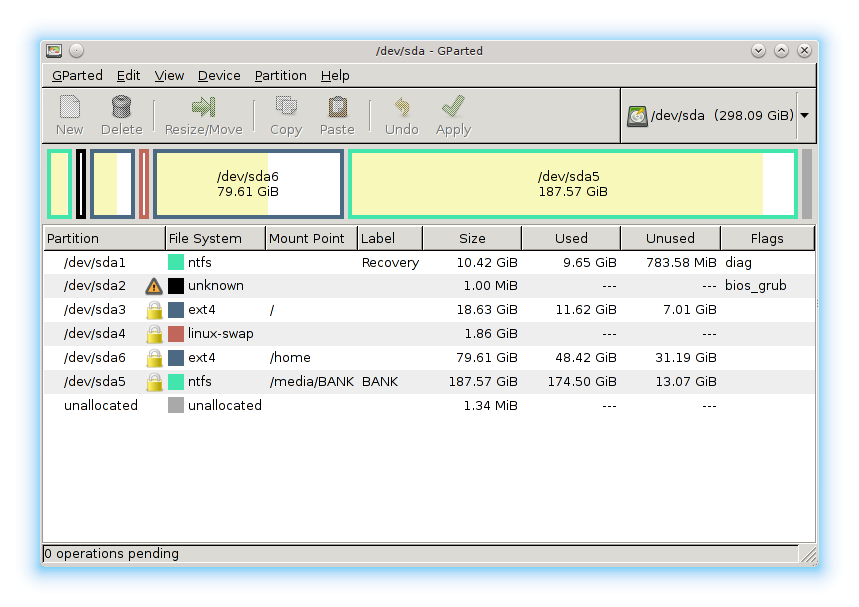 /dev/sda - GParted
GParted Edit View Device Partition Help
New Delete Resize/Move Copy Paste Undo Apply /dev/sda (298.09 GiB)
/dev/sda6 /dev/sda5
79.61 GiB 187.57 GiB
Partition File System Mount Point Label Size Used Unused Flags
/dev/sda1 ntfs Recovery 10.42 GiB 9.65 GiB 783.58 MiB diag
/dev/sda2 unknown 1.00 MiB --- --- bios_grub
/dev/sda3 ext4 / 18.63 GiB 11.62 GiB 7.01 GiB
/dev/sda4 linux-swap 1.86 GiB --- ---
/dev/sda6 ext4 /home 79.61 GiB 48.42 GiB 31.19 GiB
/dev/sda5 ntfs /media/BANK BANK 187.57 GiB 174.50 GiB 13.07 GiB
unallocated unallocated 1.34 MiB --- ---
0 operations pending